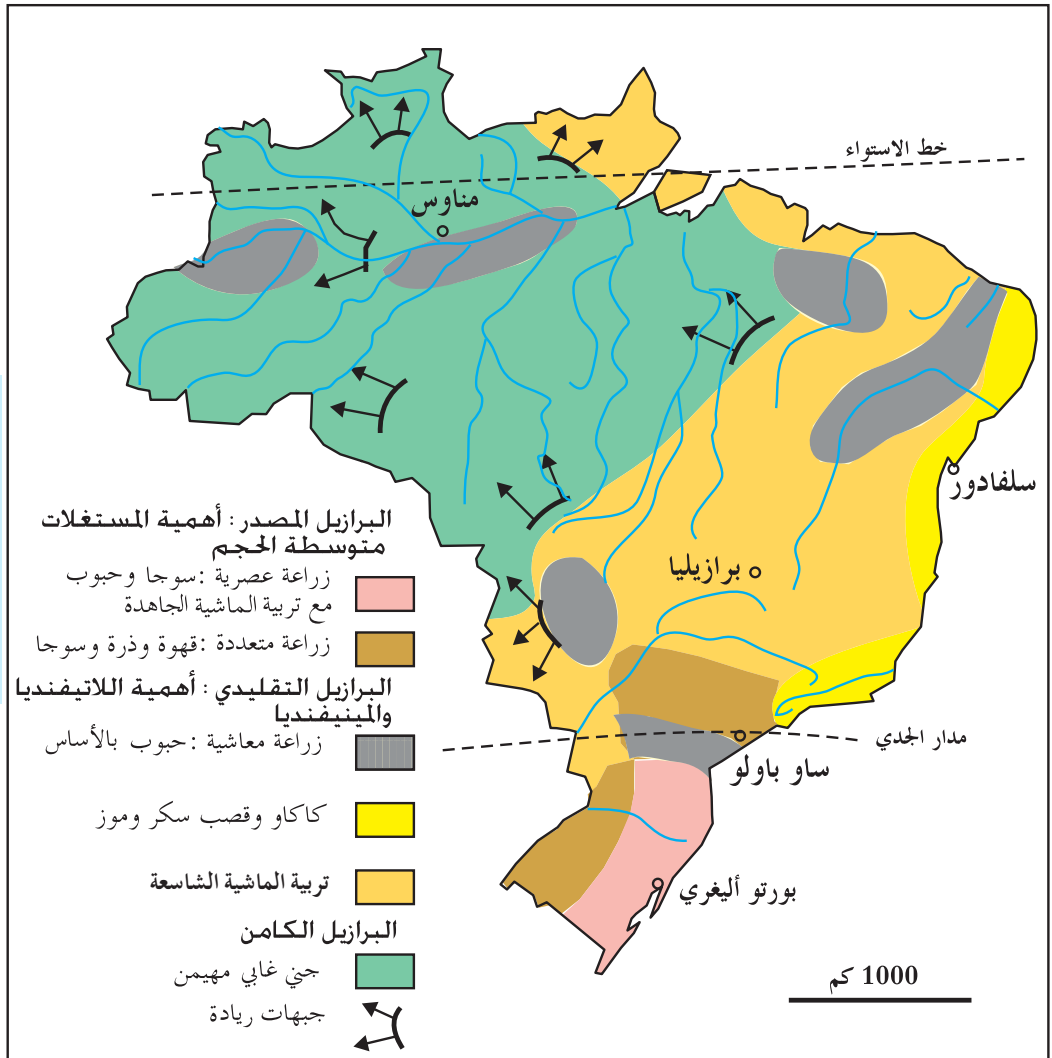 خط الاستواء
مناوس
سلفادور
برازيليا
مدار الجدي
ساو باولو
بورتو أليغري
1000 كم
البرازيل المصدر : أهمية المستغلات
متوسطة الحجم
زراعة عصرية : سوجا وحبوب
مع تربية الماشية الجاهدة
زراعة متعددة : قهوة وذرة وسوجا
البرازيل التقليدي : أهمية اللاتيفنديا
والمينيفنديا
زراعة معاشية : حبوب بالأساس
كاكاو وقصب سكر وموز
تربية الماشية الشاسعة
البرازيل الكامن
جني غابي مهيمن
جبهات ريادة